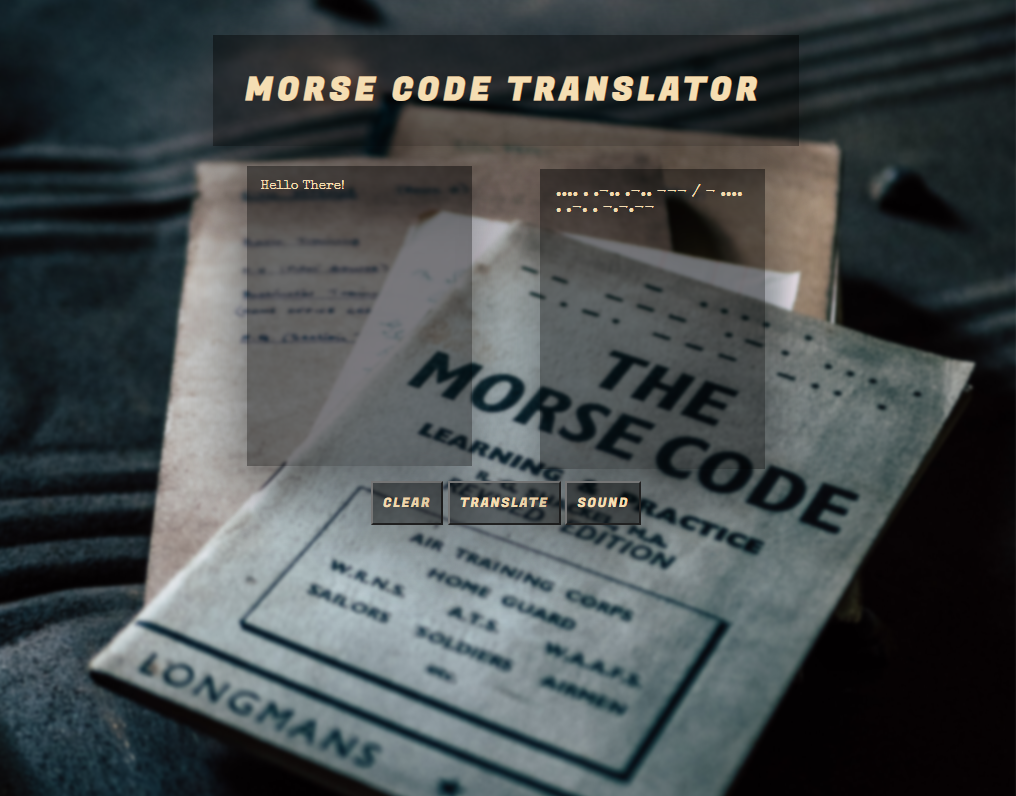 MORSE CODE TRANSLATOR
Hello There!
•••• • •¬•• •¬•• ¬¬¬ / ¬ ••••
• •¬• • ¬•¬•¬¬
THE
MORSE CODE
LEARNING & PRACTICE
EDITION
CLEAR TRANSLATE SOUND
AIR TRAINING CORPS
HOME GUARD
W.R.N.S. A.T.S. W.A.A.F.S.
SAILORS SOLDIERS AIRMEN
etc.
LONGMANS